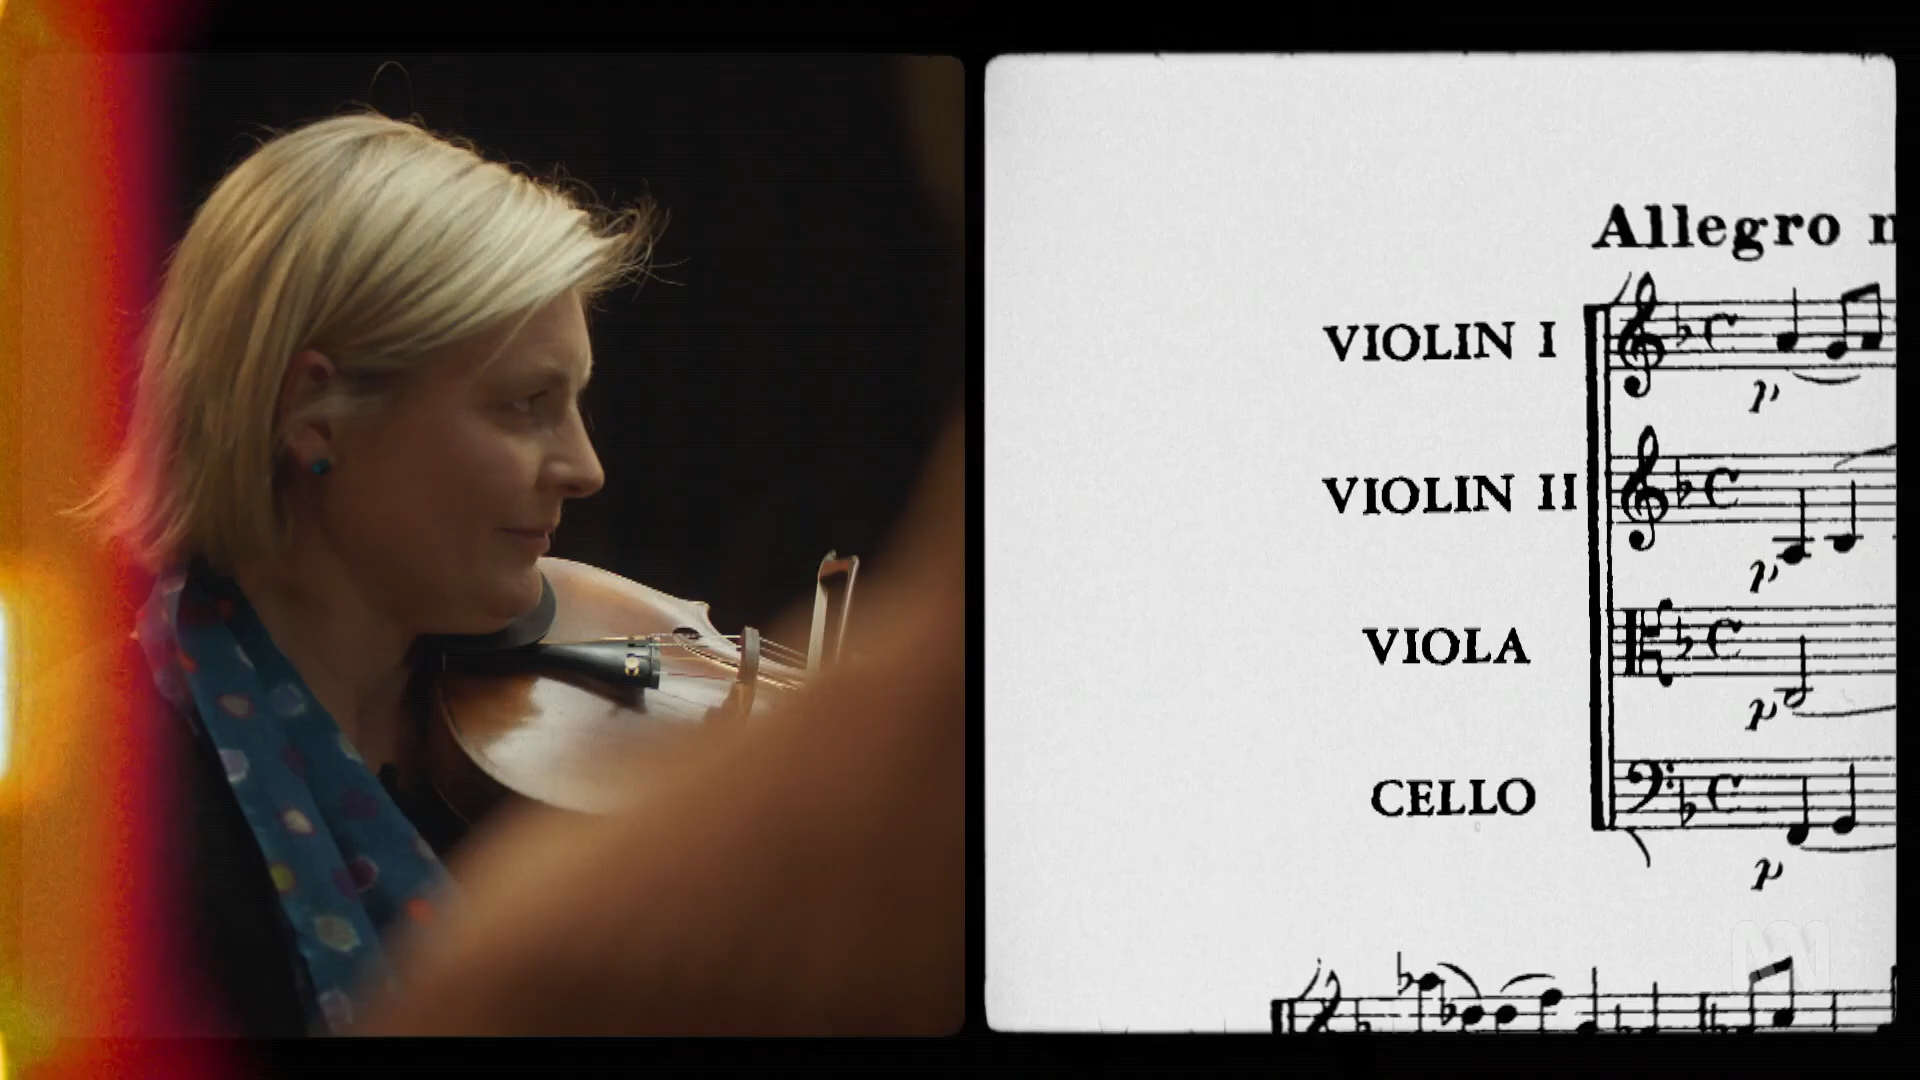 Allegro
VIOLIN I
p
VIOLIN II
p
VIOLA
p
CELLO
p